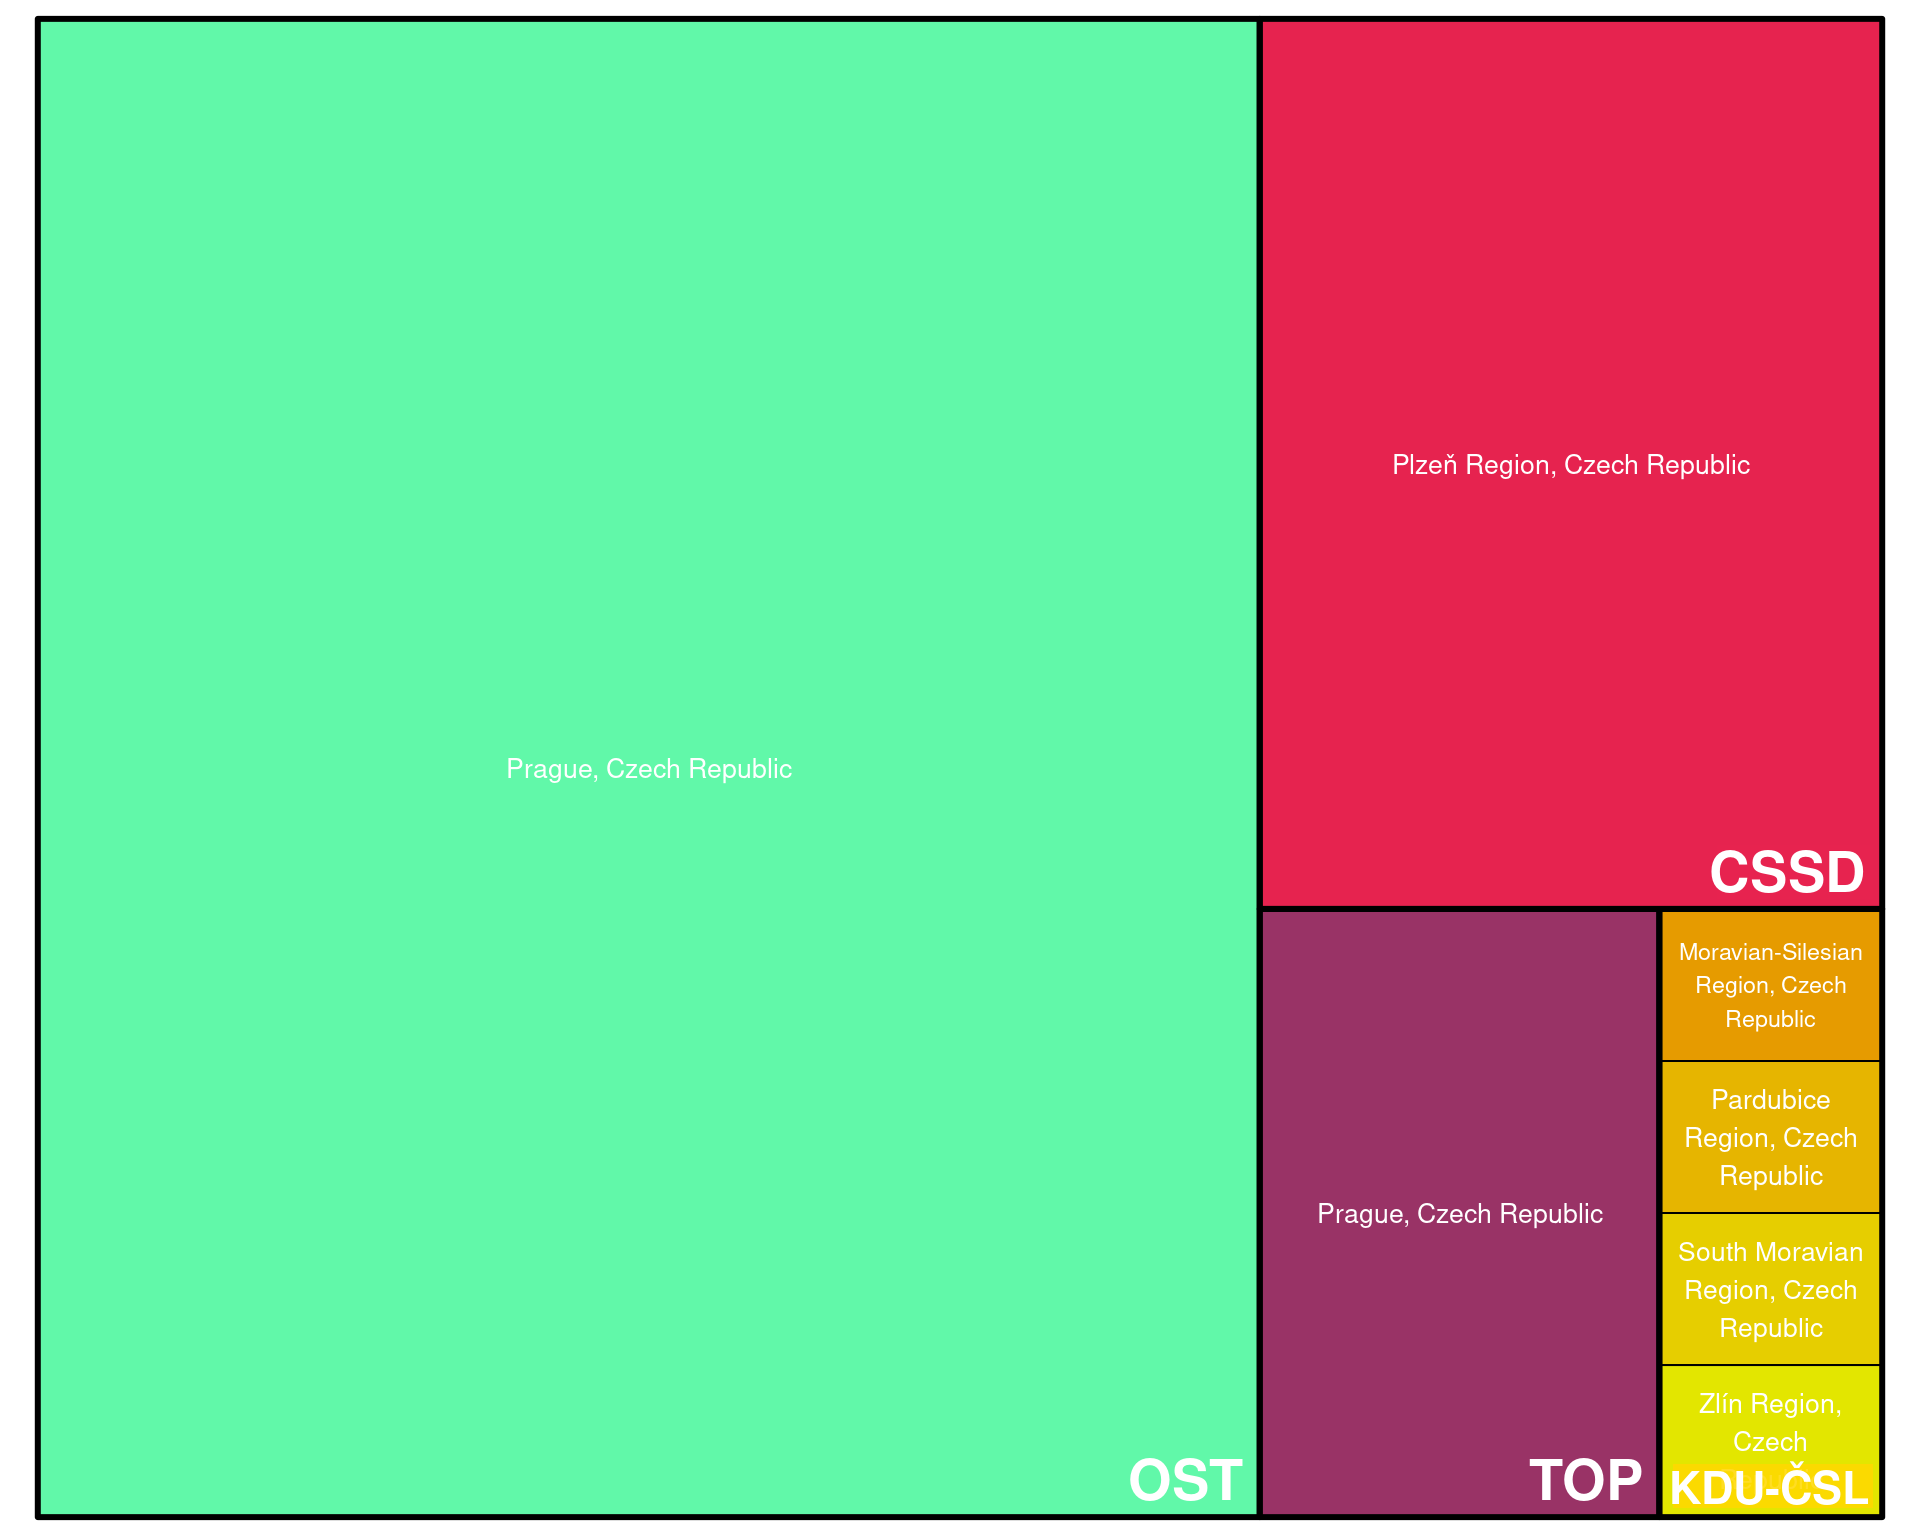 Prague, Czech Republic
OST
Plzeň Region, Czech Republic
CSSD
Prague, Czech Republic
TOP
Moravian-Silesian
Region, Czech
Republic
Pardubice
Region, Czech
Republic
South Moravian
Region, Czech
Republic
Zlín Region,
Czech
KDU-ČSL